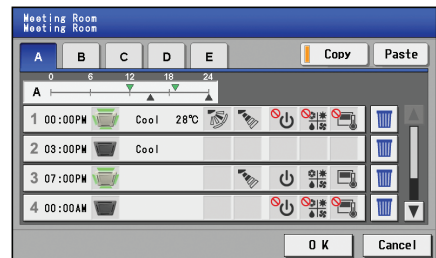 Meeting Room
Meeting Room
A B C D E Copy Paste
0 6 12 18 24
A
1 00:00PM Cool 28℃
2 03:00PM Cool
3 07:00PM
4 00:00AM
OK Cancel